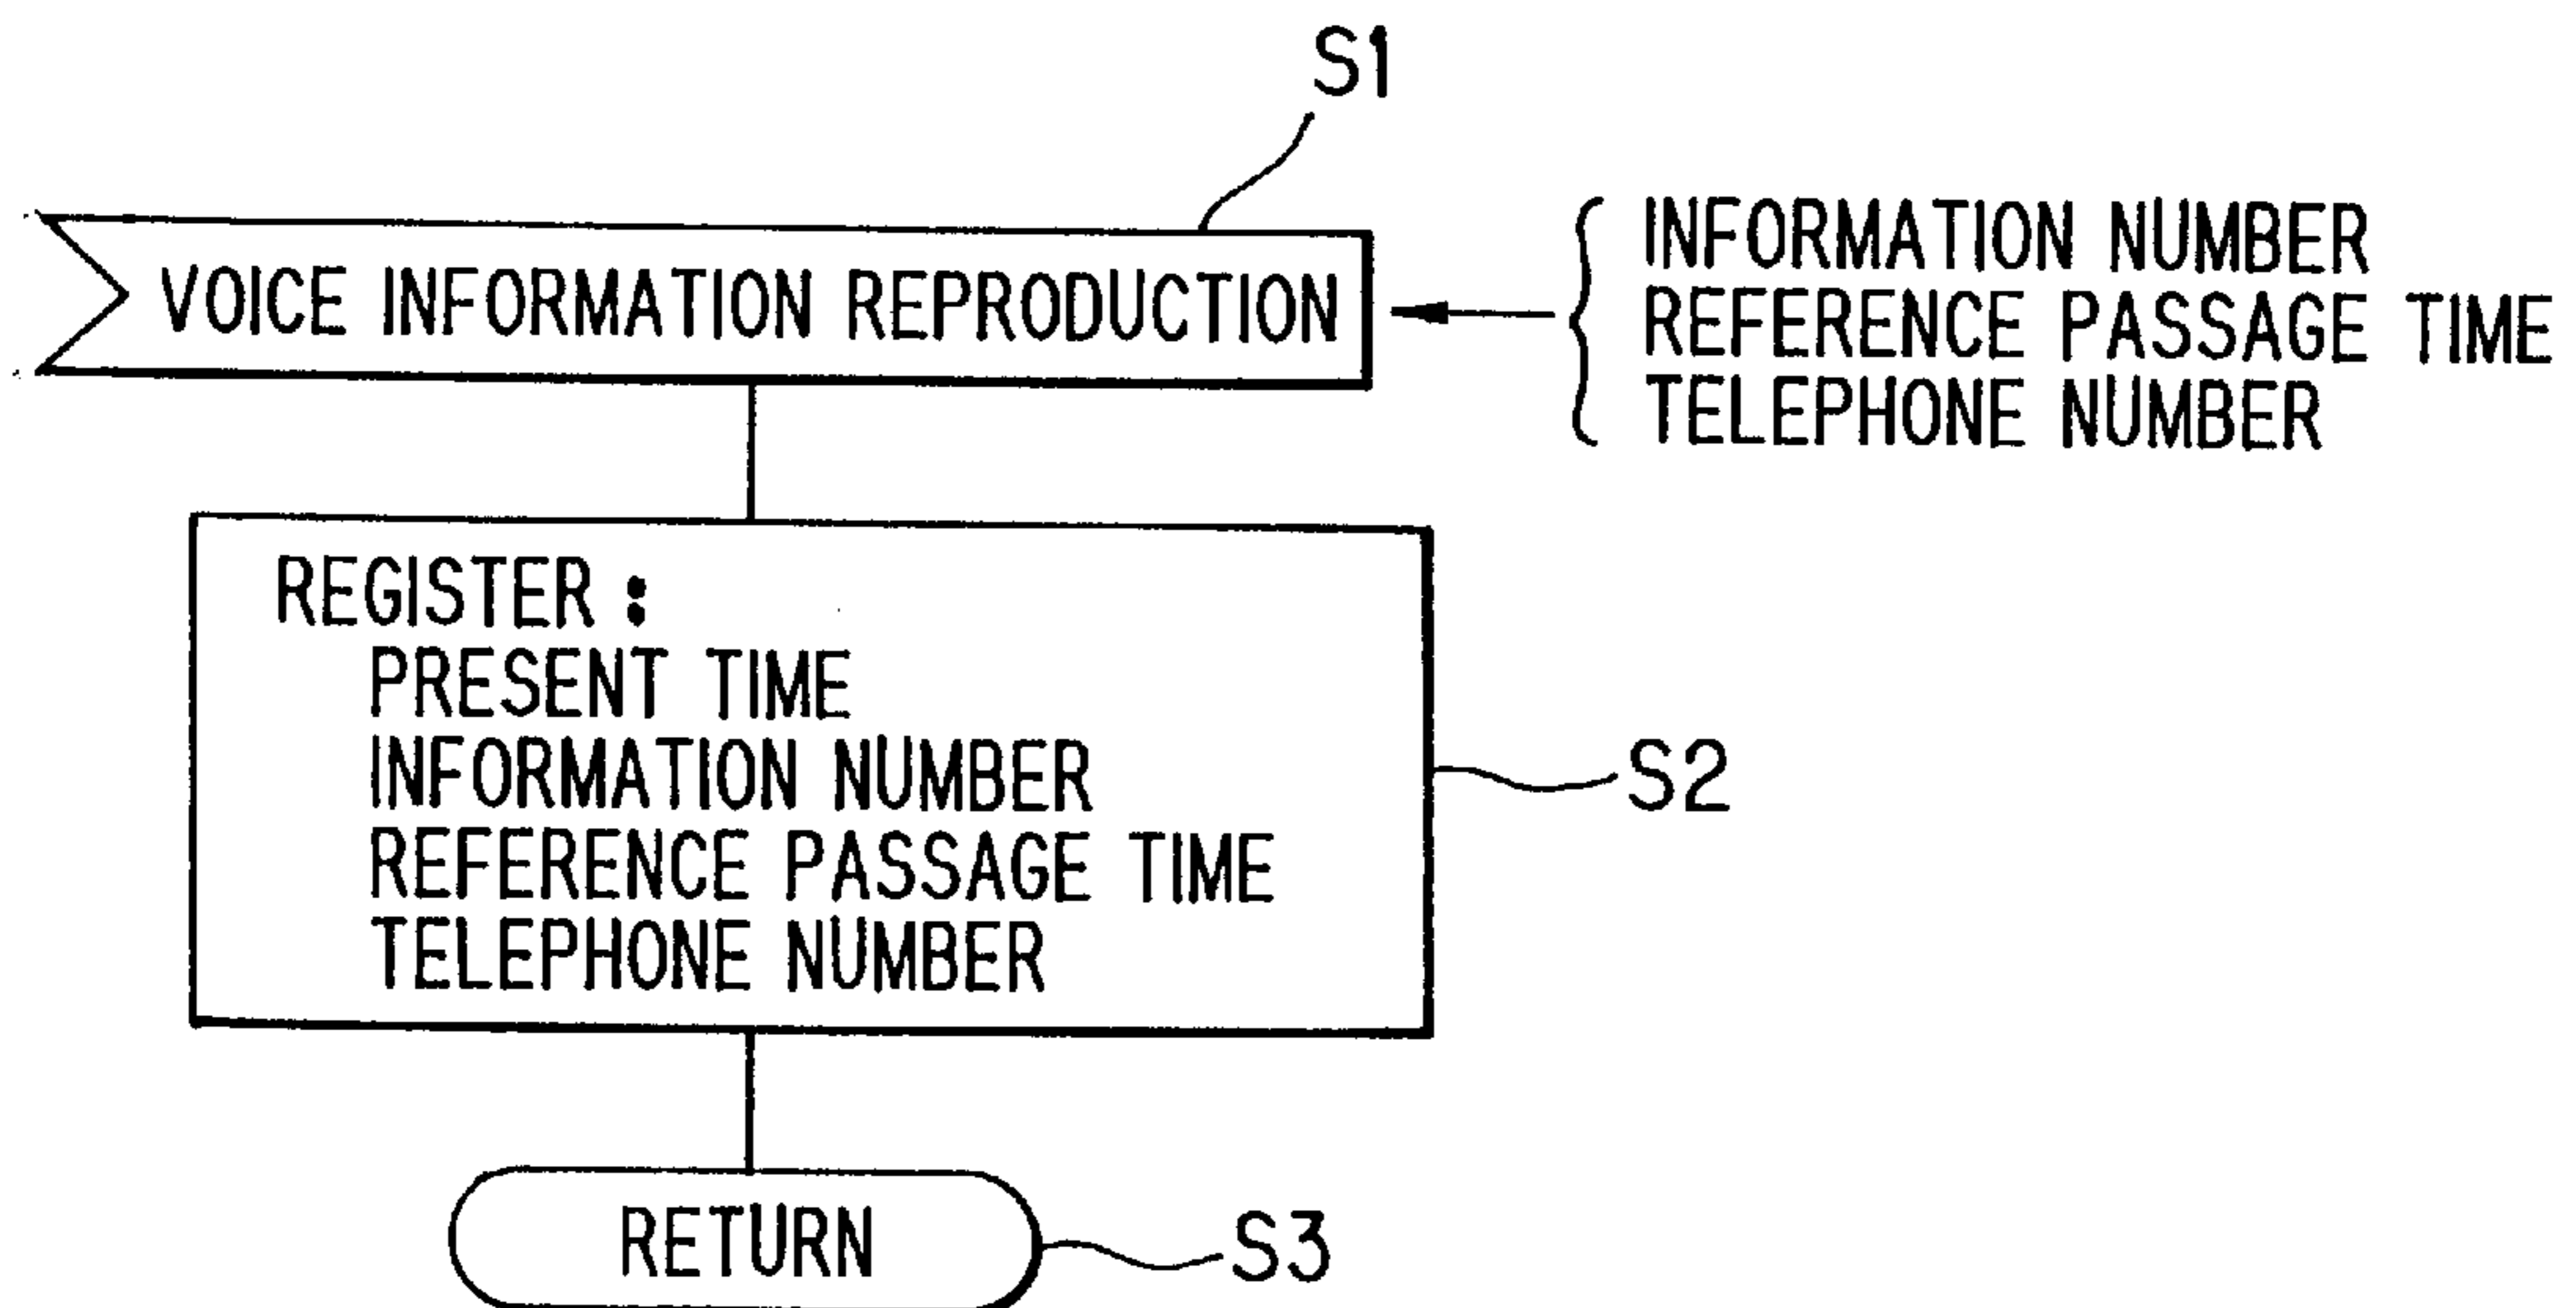 S1
VOICE INFORMATION REPRODUCTION
INFORMATION NUMBER
REFERENCE PASSAGE TIME
TELEPHONE NUMBER
REGISTER :
PRESENT TIME
INFORMATION NUMBER
REFERENCE PASSAGE TIME
TELEPHONE NUMBER
S2
RETURN
S3